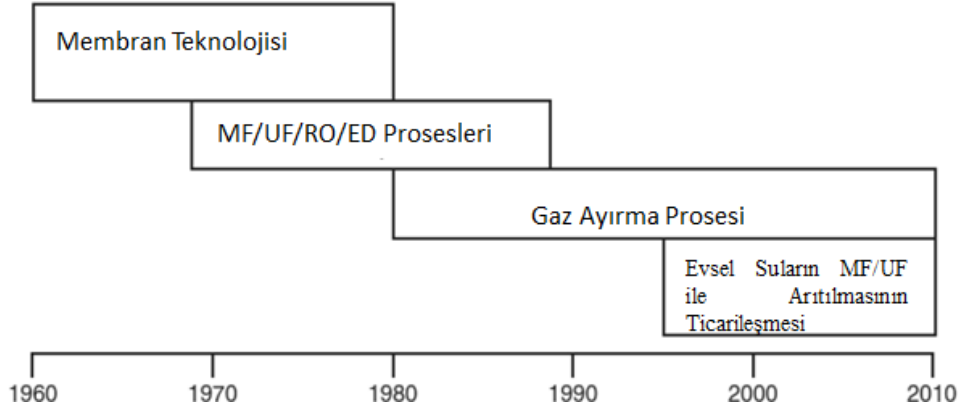 Membran Teknolojisi
MF/UF/RO/ED Prosesleri
Gaz Ayırma Prosesi
Evsel Suların MF/UF
ile Arıtılmasının
Ticarileşmesi
1960 1970 1980 1990 2000 2010